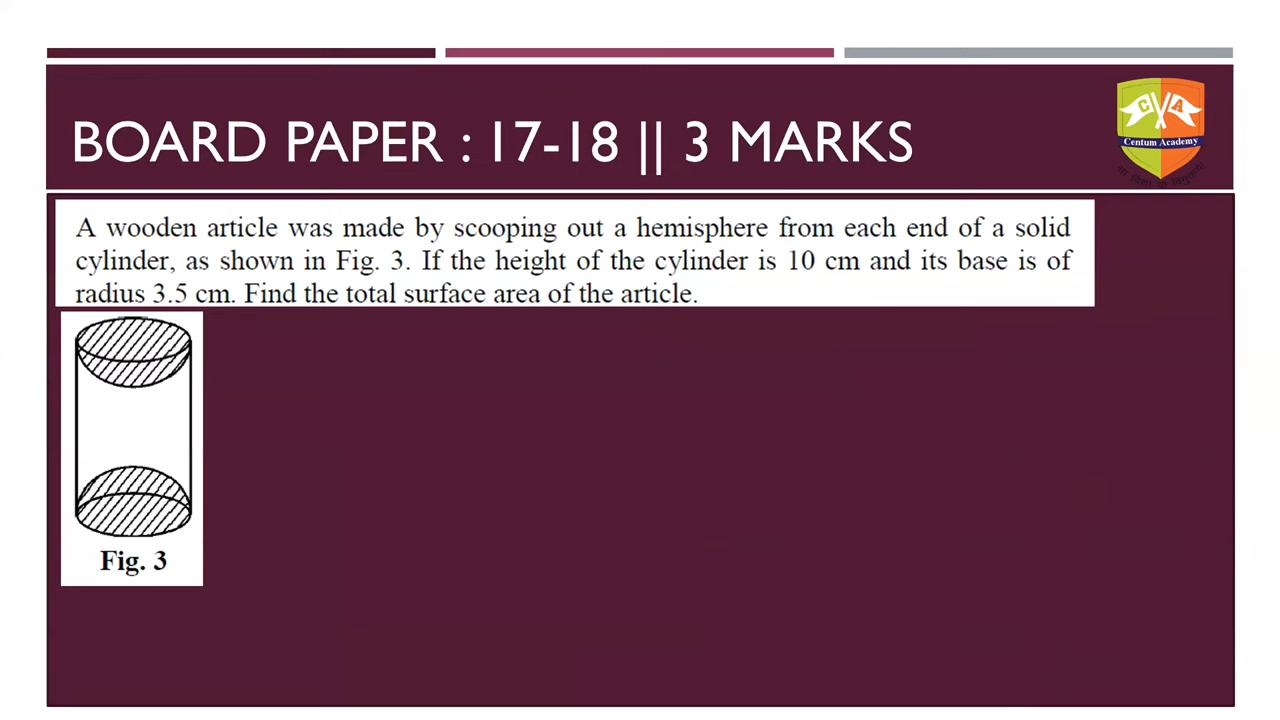 BOARD PAPER : 17-18 || 3 MARKS
C A
Centum Academy
A wooden article was made by scooping out a hemisphere from each end of a solid
cylinder, as shown in Fig. 3. If the height of the cylinder is 10 cm and its base is of
radius 3.5 cm. Find the total surface area of the article.
Fig. 3